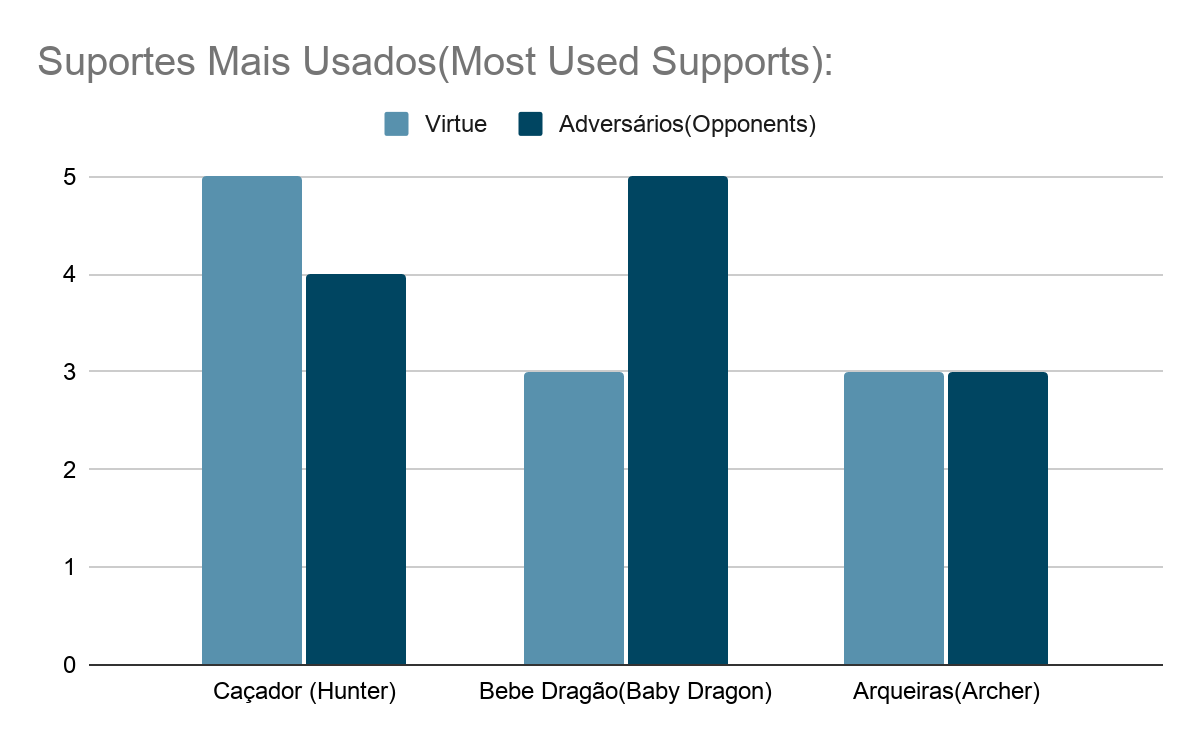 Suportes Mais Usados(Most Used Supports):
Virtue Adversários(Opponents)
5
4
3
2
1
0
Caçador (Hunter) Bebe Dragão(Baby Dragon) Arqueiras(Archer)